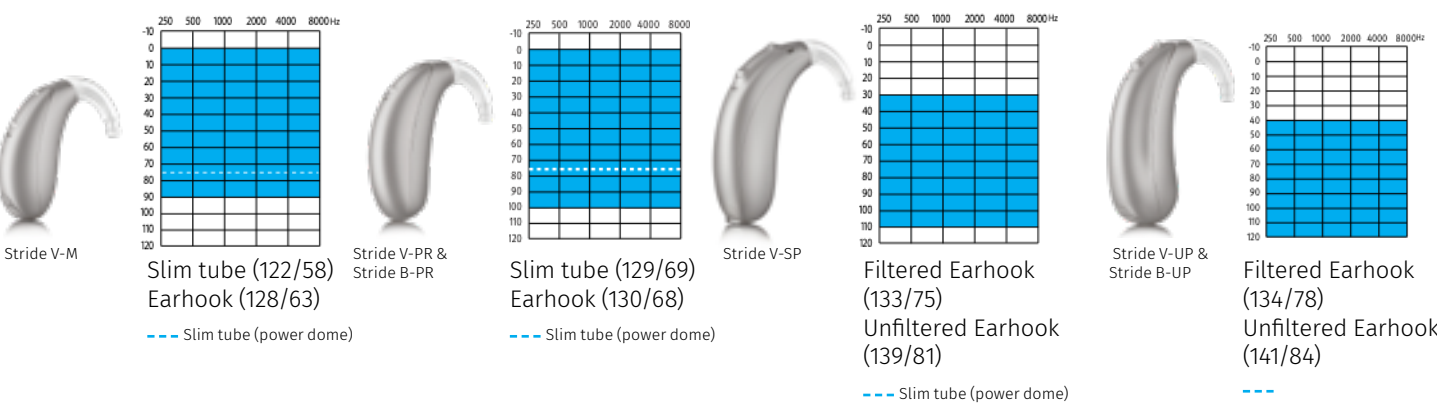 250 500 1000 2000 4000 8000Hz
-10
0
10
20
30
40
50
60
70
80
90
100
110
120
Stride V-M
Slim tube (122/58)
Earhook (128/63)
Slim tube (power dome)
250 500 1000 2000 4000 8000
-10
0
10
20
30
40
50
60
70
80
90
100
110
120
Stride V-PR &
Stride B-PR
Slim tube (129/69)
Earhook (130/68)
Slim tube (power dome)
250 500 1000 2000 4000 8000 Hz
-10
0
10
20
30
40
50
60
70
80
90
100
110
120
Stride V-SP
Filtered Earhook
(133/75)
Unfiltered Earhook
(139/81)
Slim tube (power dome)
250 500 1000 2000 4000 8000Hz
-10
0
10
20
30
40
50
60
70
80
90
100
110
120
Stride V-UP &
Stride B-UP
Filtered Earhook
(134/78)
Unfiltered Earhook
(141/84)